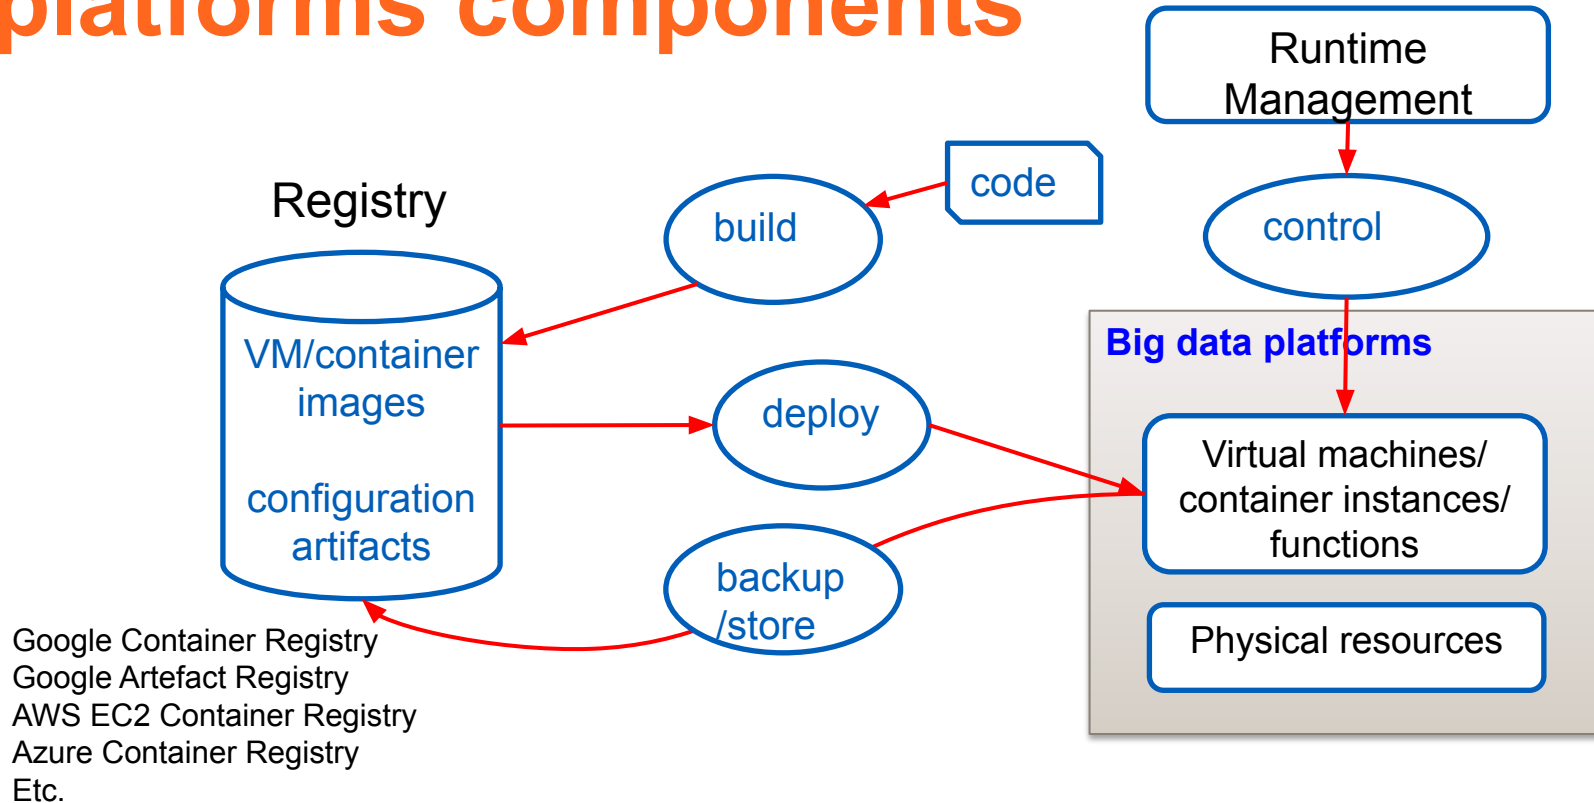 platforms components
Runtime
Management
code
Registry
build
control
VM/container
images
configuration
artifacts
Big data platforms
deploy
Virtual machines/
container instances/
functions
backup
/store
Physical resources
Google Container Registry
Google Artefact Registry
AWS EC2 Container Registry
Azure Container Registry
Etc.